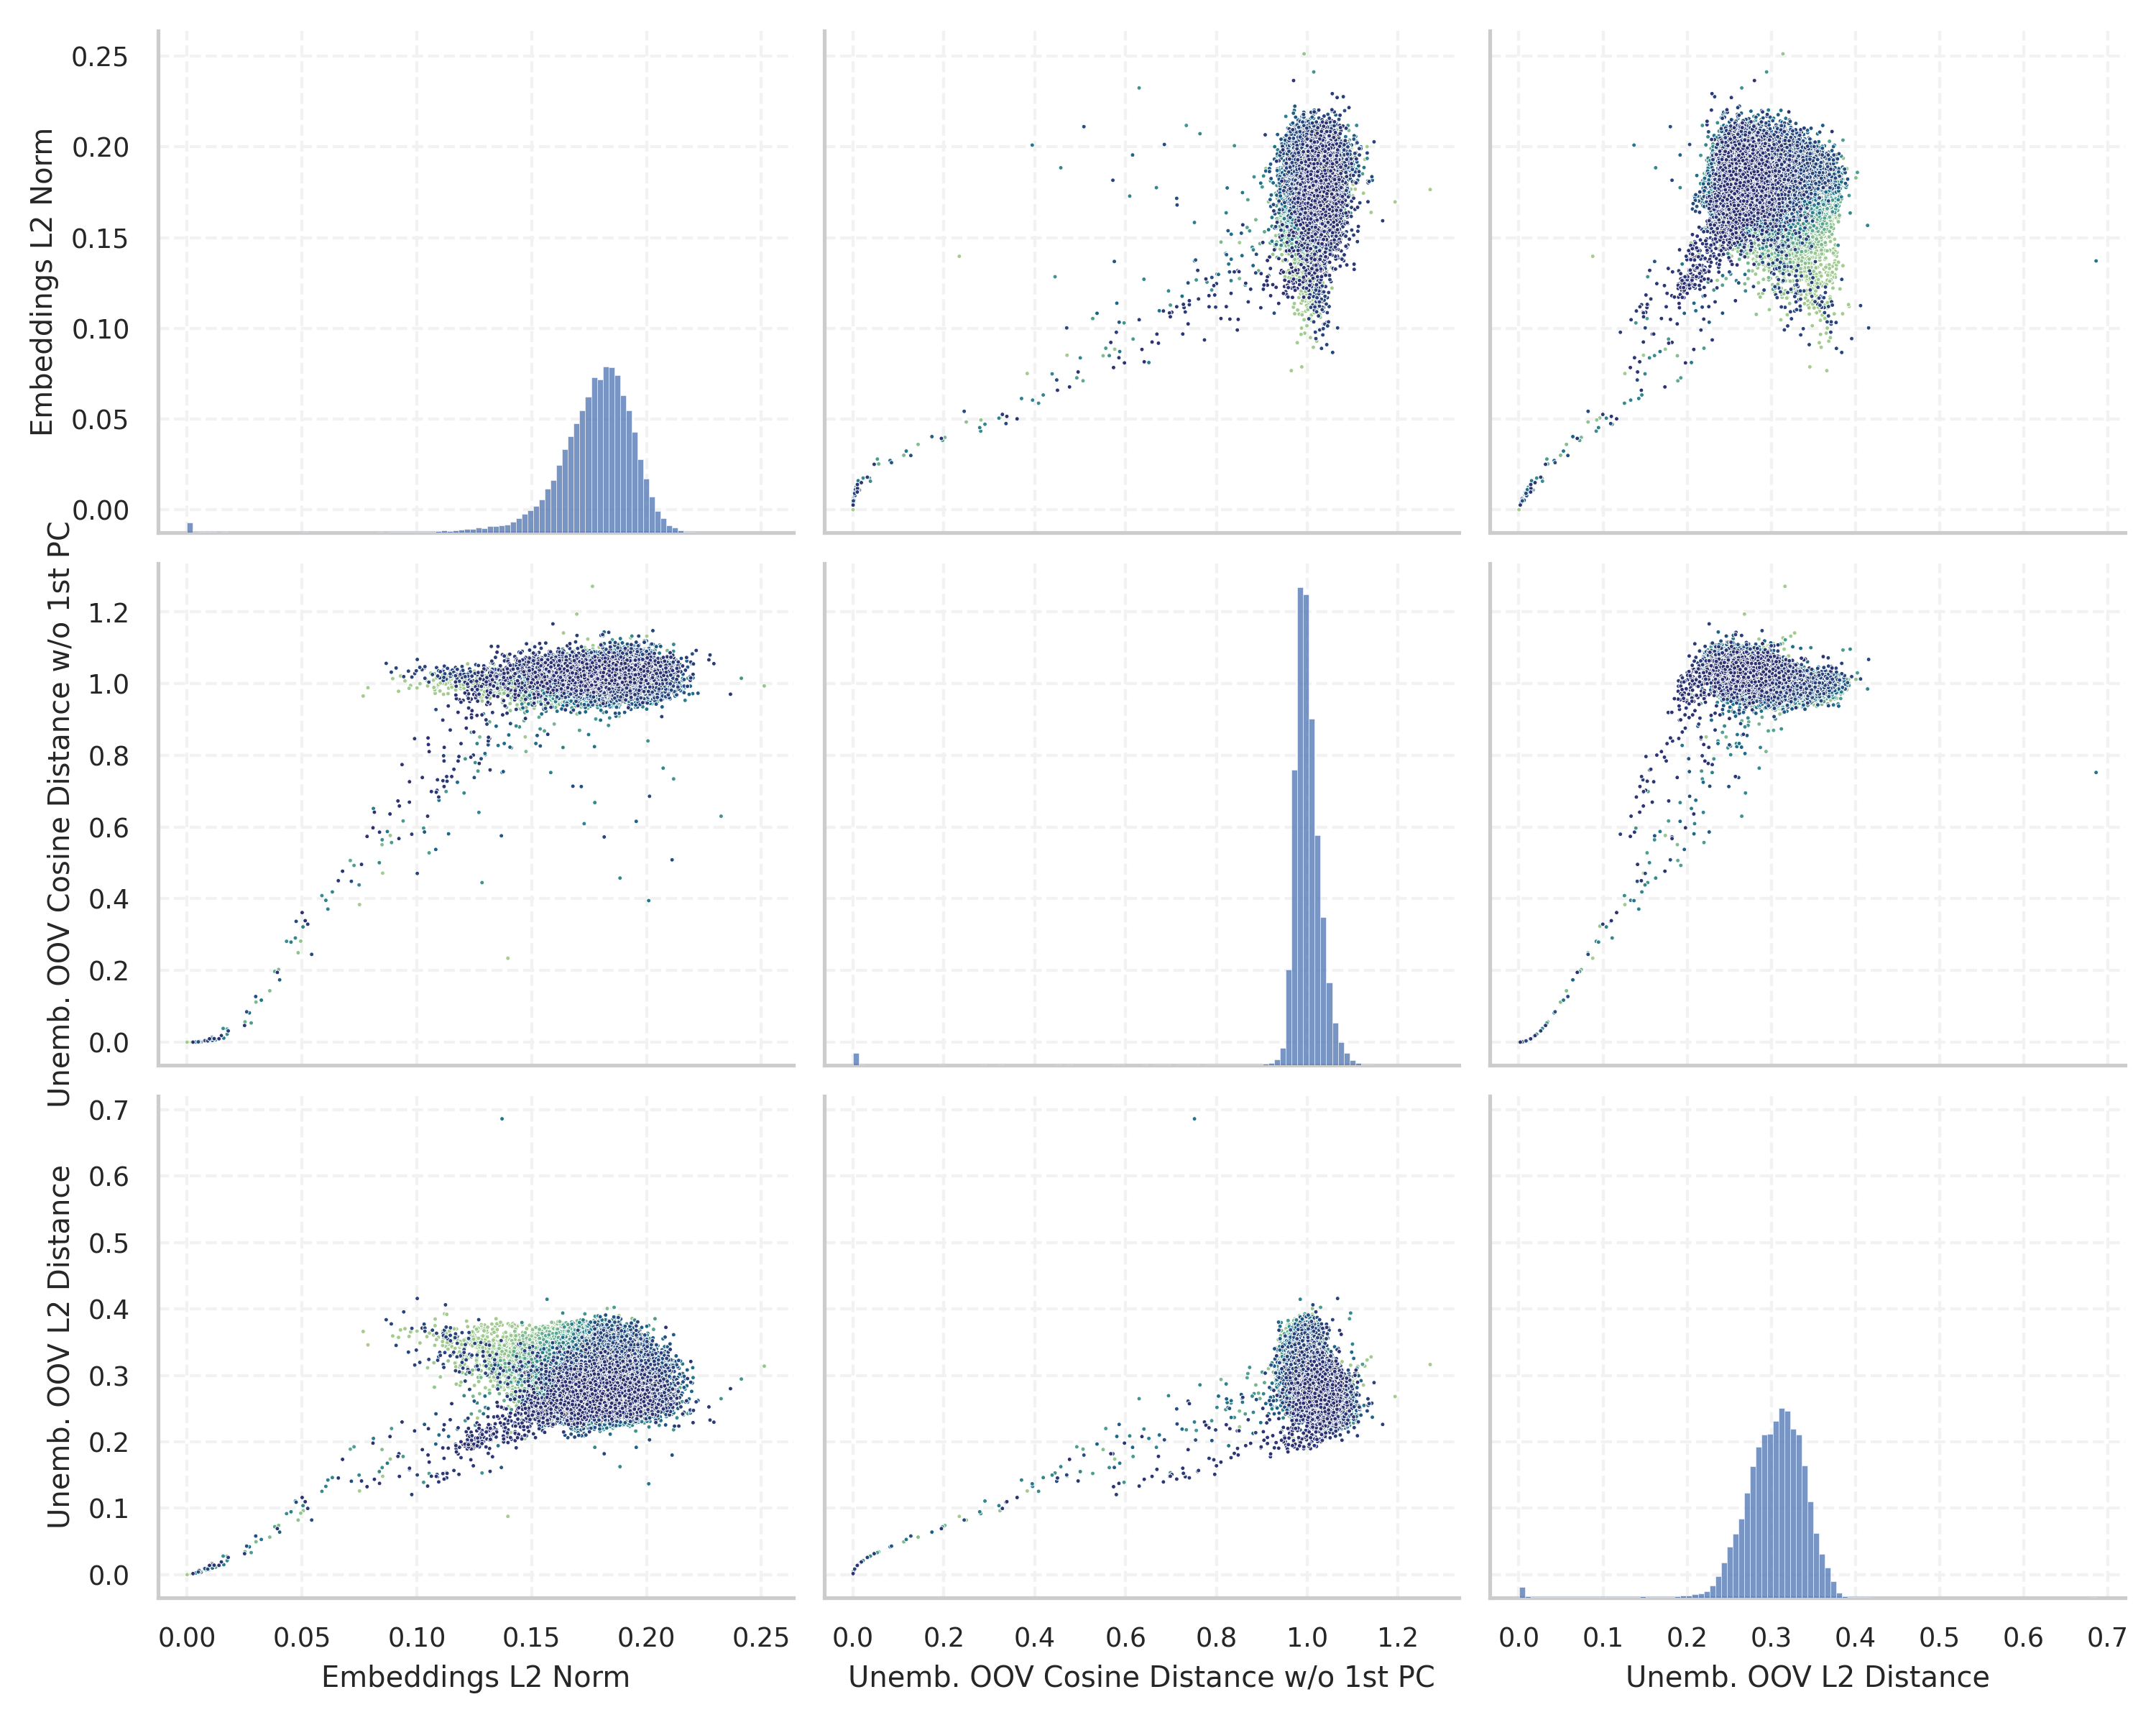 Embeddings L2 Norm
0.25
0.20
0.15
0.10
0.05
0.00
Unemb. OOV Cosine Distance w/o 1st PC
1.2
1.0
0.8
0.6
0.4
0.2
0.0
Unemb. OOV L2 Distance
0.7
0.6
0.5
0.4
0.3
0.2
0.1
0.0
0.00 0.05 0.10 0.15 0.20 0.25
0.0 0.2 0.4 0.6 0.8 1.0 1.2
0.0 0.1 0.2 0.3 0.4 0.5 0.6 0.7
Embeddings L2 Norm
Unemb. OOV Cosine Distance w/o 1st PC
Unemb. OOV L2 Distance